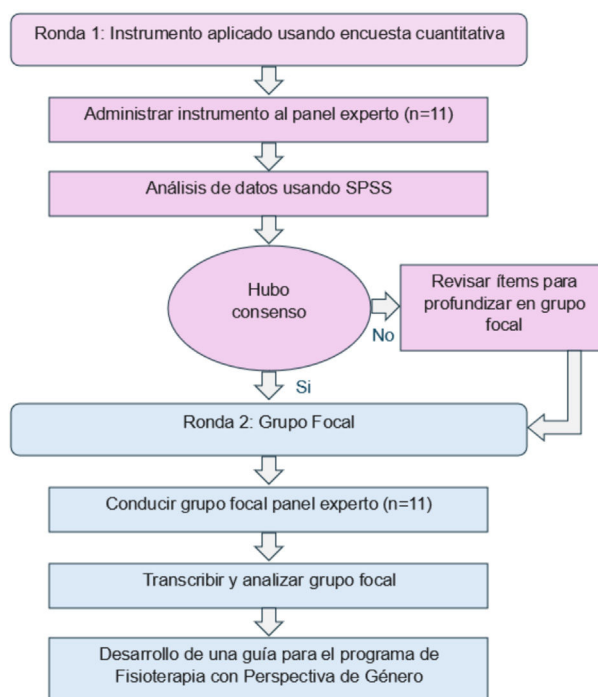 Ronda 1: Instrumento aplicado usando encuesta cuantitativa
Administrar instrumento al panel experto (n=11)
Análisis de datos usando SPSS
Hubo
consenso
No
Revisar ítems para
profundizar en grupo
focal
Si
Ronda 2: Grupo Focal
Conducir grupo focal panel experto (n=11)
Transcribir y analizar grupo focal
Desarrollo de una guía para el programa de
Fisioterapia con Perspectiva de Género